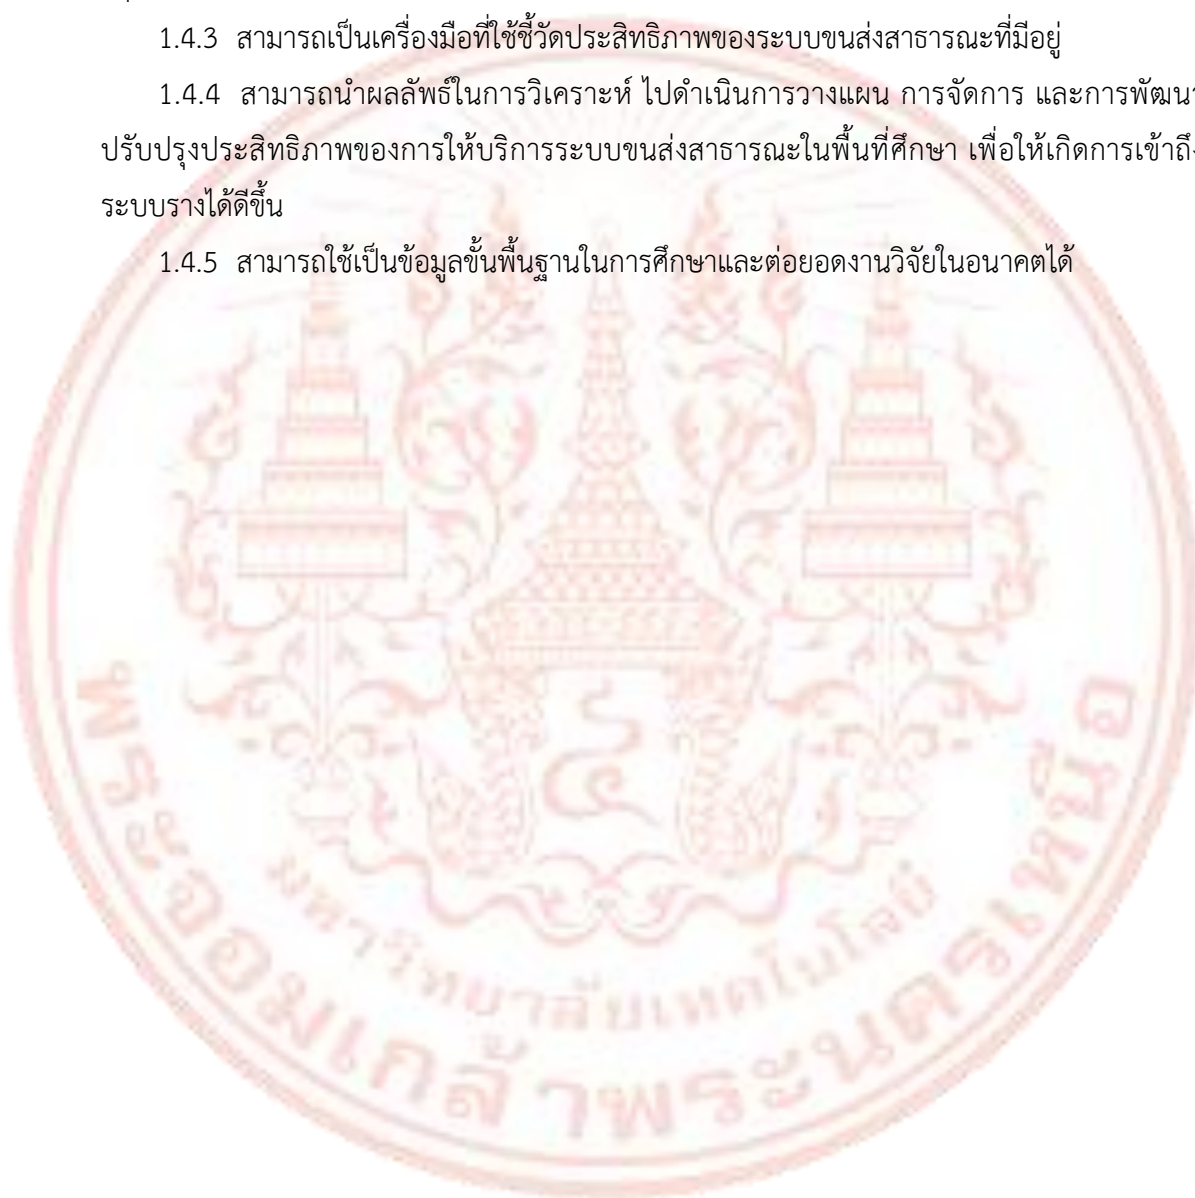 1.4.3 สามารถเป็นเครื่องมือที่ใช้ชี้วัดประสิทธิภาพของระบบขนส่งสาธารณะที่มีอยู่
1.4.4 สามารถนำผลลัพธ์ในการวิเคราะห์ ไปดำเนินการวางแผน การจัดการ และการพัฒนา
ปรับปรุงประสิทธิภาพของการให้บริการระบบขนส่งสาธารณะในพื้นที่ศึกษา เพื่อให้เกิดการเข้าถึง
ระบบรางได้ดีขึ้น
1.4.5 สามารถใช้เป็นข้อมูลขั้นพื้นฐานในการศึกษาและต่อยอดงานวิจัยในอนาคตได้
มหาวิทยาลัยเทคโนโลยี
พระจอมเกล้าพระนครเหนือ